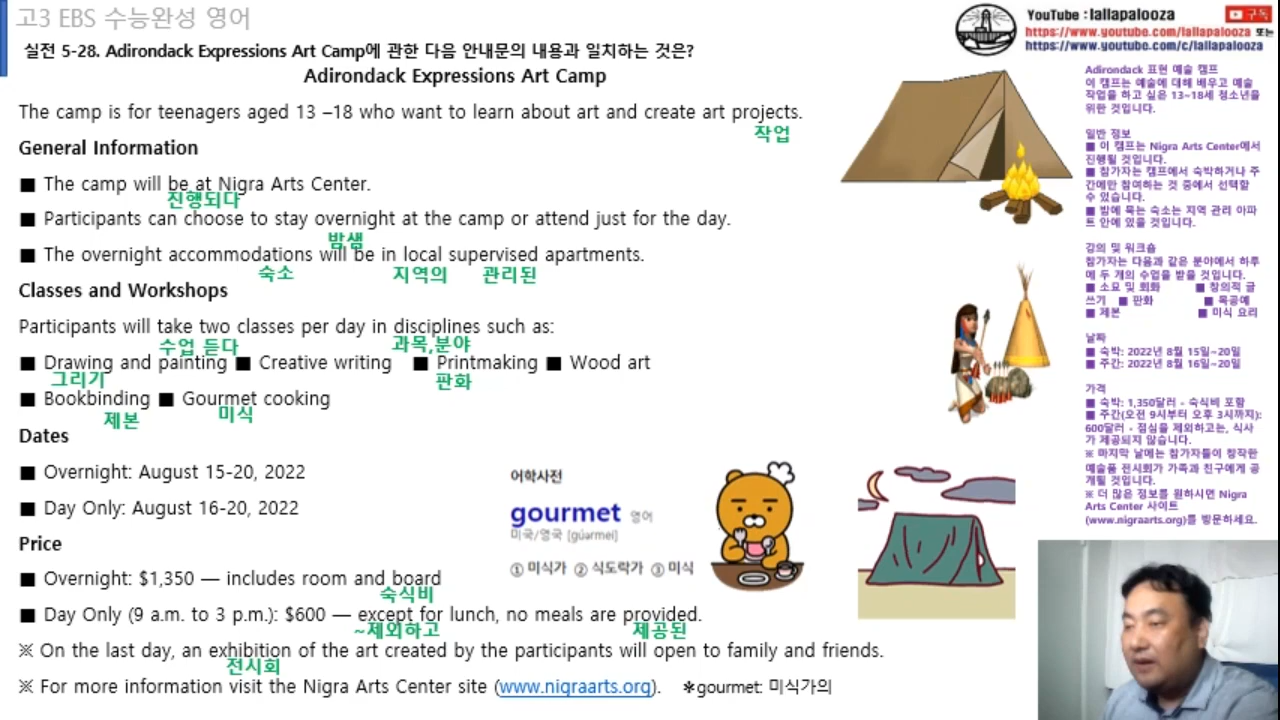 고3 EBS 수능완성 영어
실전 5-28. Adirondack Expressions Art Camp에 관한 다음 안내문의 내용과 일치하는 것은?
Adirondack Expressions Art Camp
The camp is for teenagers aged 13 –18 who want to learn about art and create art projects.
작업
General Information
■ The camp will be at Nigra Arts Center.
진행되다
■ Participants can choose to stay overnight at the camp or attend just for the day.
밤샘
■ The overnight accommodations will be in local supervised apartments.
숙소 지역의 관리된
Classes and Workshops
Participants will take two classes per day in disciplines such as:
수업 듣다 과목,분야
■ Drawing and painting ■ Creative writing ■ Printmaking ■ Wood art
그리기 판화
■ Bookbinding ■ Gourmet cooking
제본 미식
Dates
■ Overnight: August 15-20, 2022
■ Day Only: August 16-20, 2022
Price
■ Overnight: $1,350 — includes room and board
숙식비
■ Day Only (9 a.m. to 3 p.m.): $600 — except for lunch, no meals are provided.
~제외하고 제공된
※ On the last day, an exhibition of the art created by the participants will open to family and friends.
전시회
※ For more information visit the Nigra Arts Center site (www.nigraarts.org). *gourmet: 미식가의
어학사전
gourmet 영어
미국/영국 [gúərmei]
① 미식가 ② 식도락가 ③ 미식
YouTube : lallapalooza
구독
https://www.youtube.com/lallapalooza 또는
https://www.youtube.com/c/lallapalooza
Adirondack 표현 예술 캠프
이 캠프는 예술에 대해 배우고 예술
작업을 하고 싶은 13~18세 청소년을
위한 것입니다.
일반 정보
■ 이 캠프는 Nigra Arts Center에서
진행될 것입니다.
■ 참가자는 캠프에서 숙박하거나 주
간에만 참여하는 것 중에서 선택할
수 있습니다.
■ 밤에 묵는 숙소는 지역 관리 아파
트 안에 있을 것입니다.
강의 및 워크숍
참가자는 다음과 같은 분야에서 하루
에 두 개의 수업을 받을 것입니다.
■ 소묘 및 회화 ■ 창의적 글
쓰기 ■ 판화 ■ 목공예
■ 제본 ■ 미식 요리
날짜
■ 숙박: 2022년 8월 15일~20일
■ 주간: 2022년 8월 16일~20일
가격
■ 숙박: 1,350달러 - 숙식비 포함
■ 주간(오전 9시부터 오후 3시까지):
600달러 - 점심을 제외하고는, 식사
가 제공되지 않습니다.
※ 마지막 날에는 참가자들이 창작한
예술품 전시회가 가족과 친구에게 공
개될 것입니다.
※ 더 많은 정보를 원하시면 Nigra
Arts Center 사이트
(www.nigraarts.org)를 방문하세요.